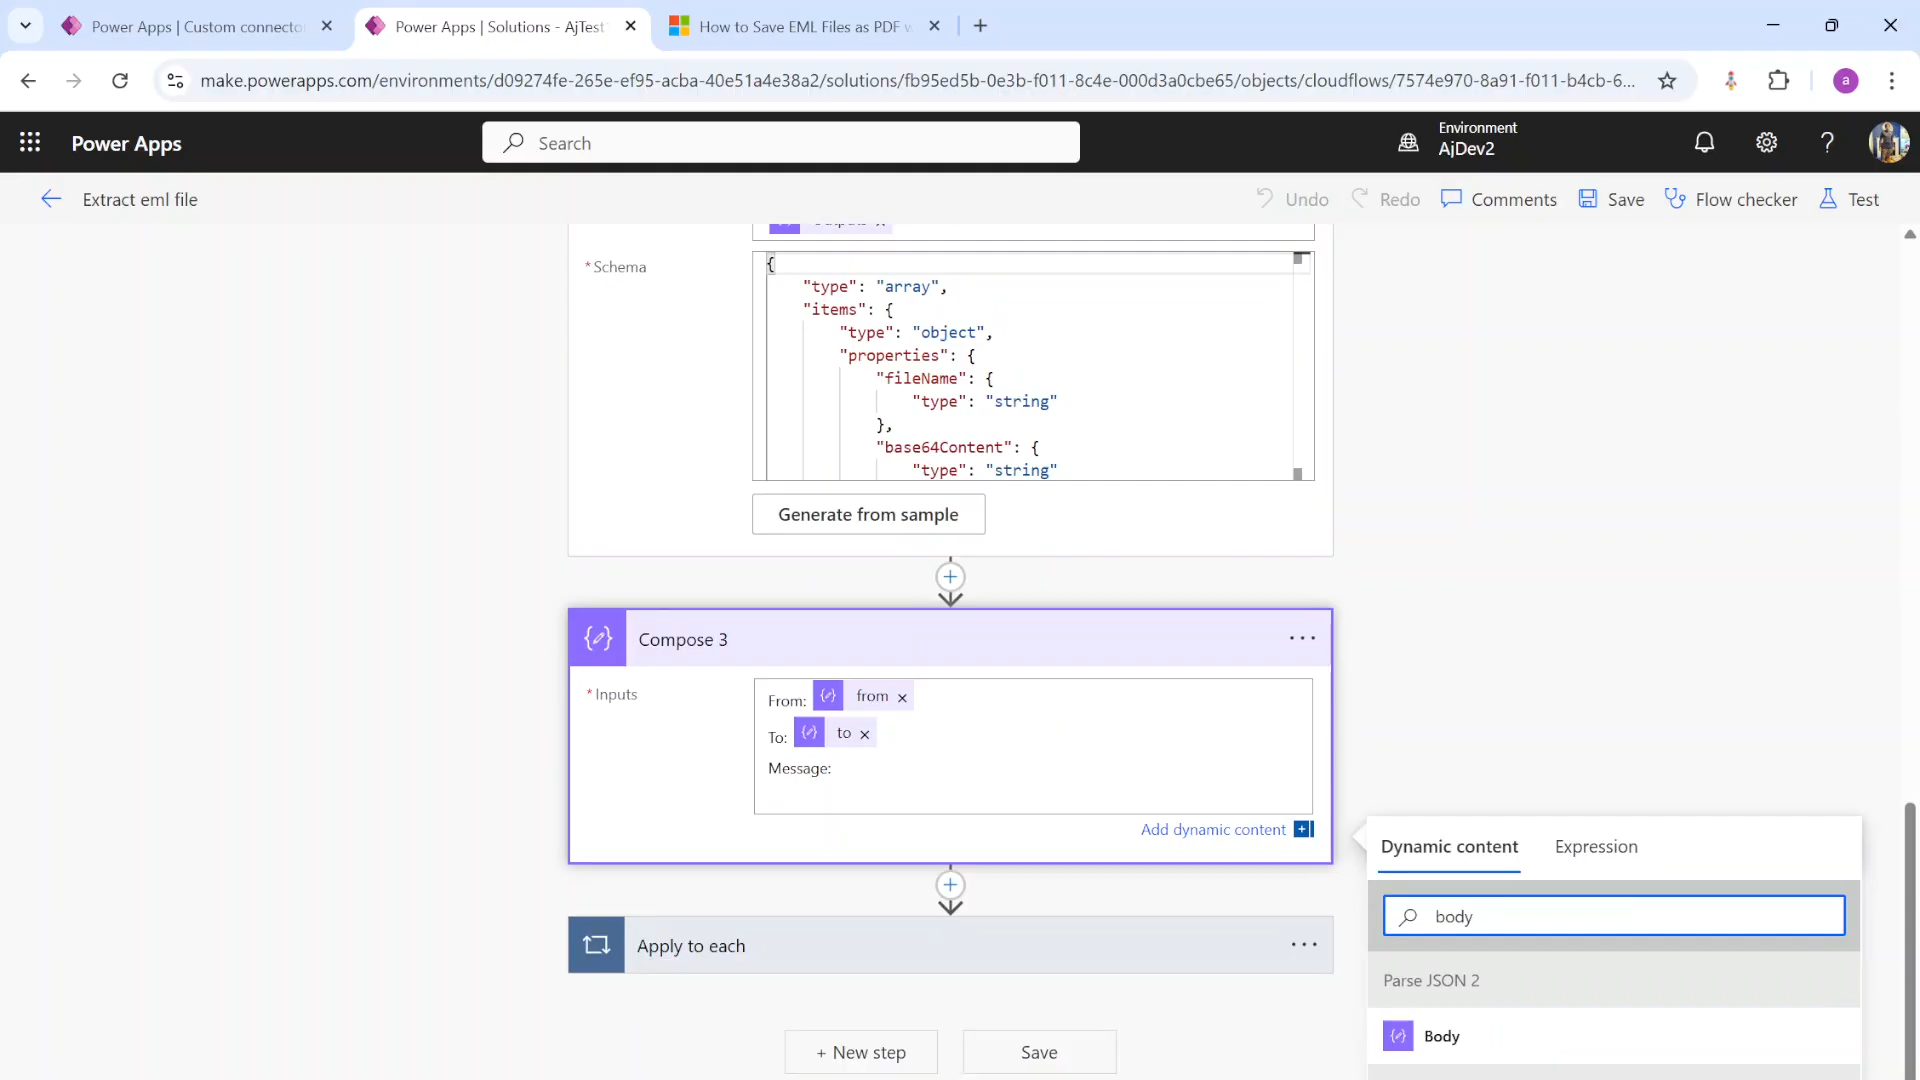 Power Apps | Custom connecto
Power Apps | Solutions - AjTest
How to Save EML Files as PDF w
make.powerapps.com/environments/d09274fe-265e-ef95-acba-40e51a4e38a2/solutions/fb95ed5b-0e3b-f011-8c4e-000d3a0cbe65/objects/cloudflows/7574e970-8a91-f011-b4cb-6...
a
Power Apps
Search
Environment
AjDev2
Extract eml file
Undo
Redo
Comments
Save
Flow checker
Test
* Schema
{
"type": "array",
"items": {
"type": "object",
"properties": {
"fileName": {
"type": "string"
},
"base64Content": {
"type": "string"
Generate from sample
Compose 3
* Inputs
From: from
To: to
Message:
Add dynamic content
Dynamic content
Expression
body
Parse JSON 2
Body
Apply to each
+ New step
Save